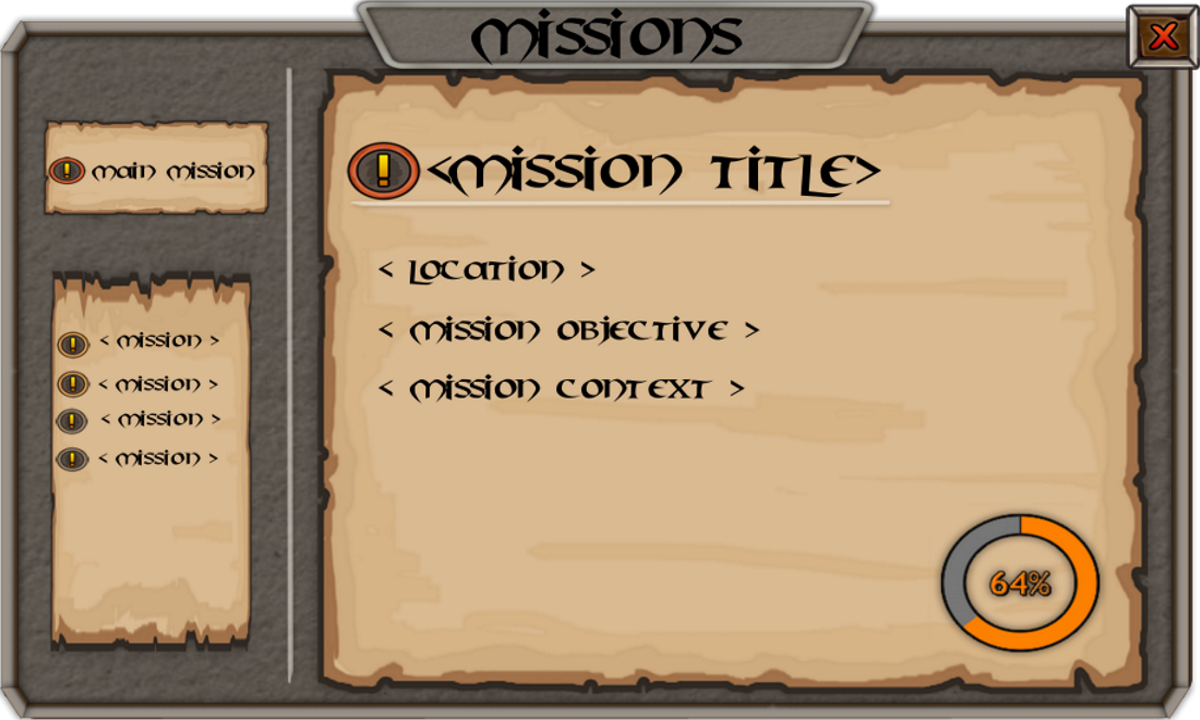 Missions
Main Mission
< Mission >
< Mission >
< Mission >
< Mission >
<Mission Title>
< Location >
< Mission Objective >
< Mission Context >
64%